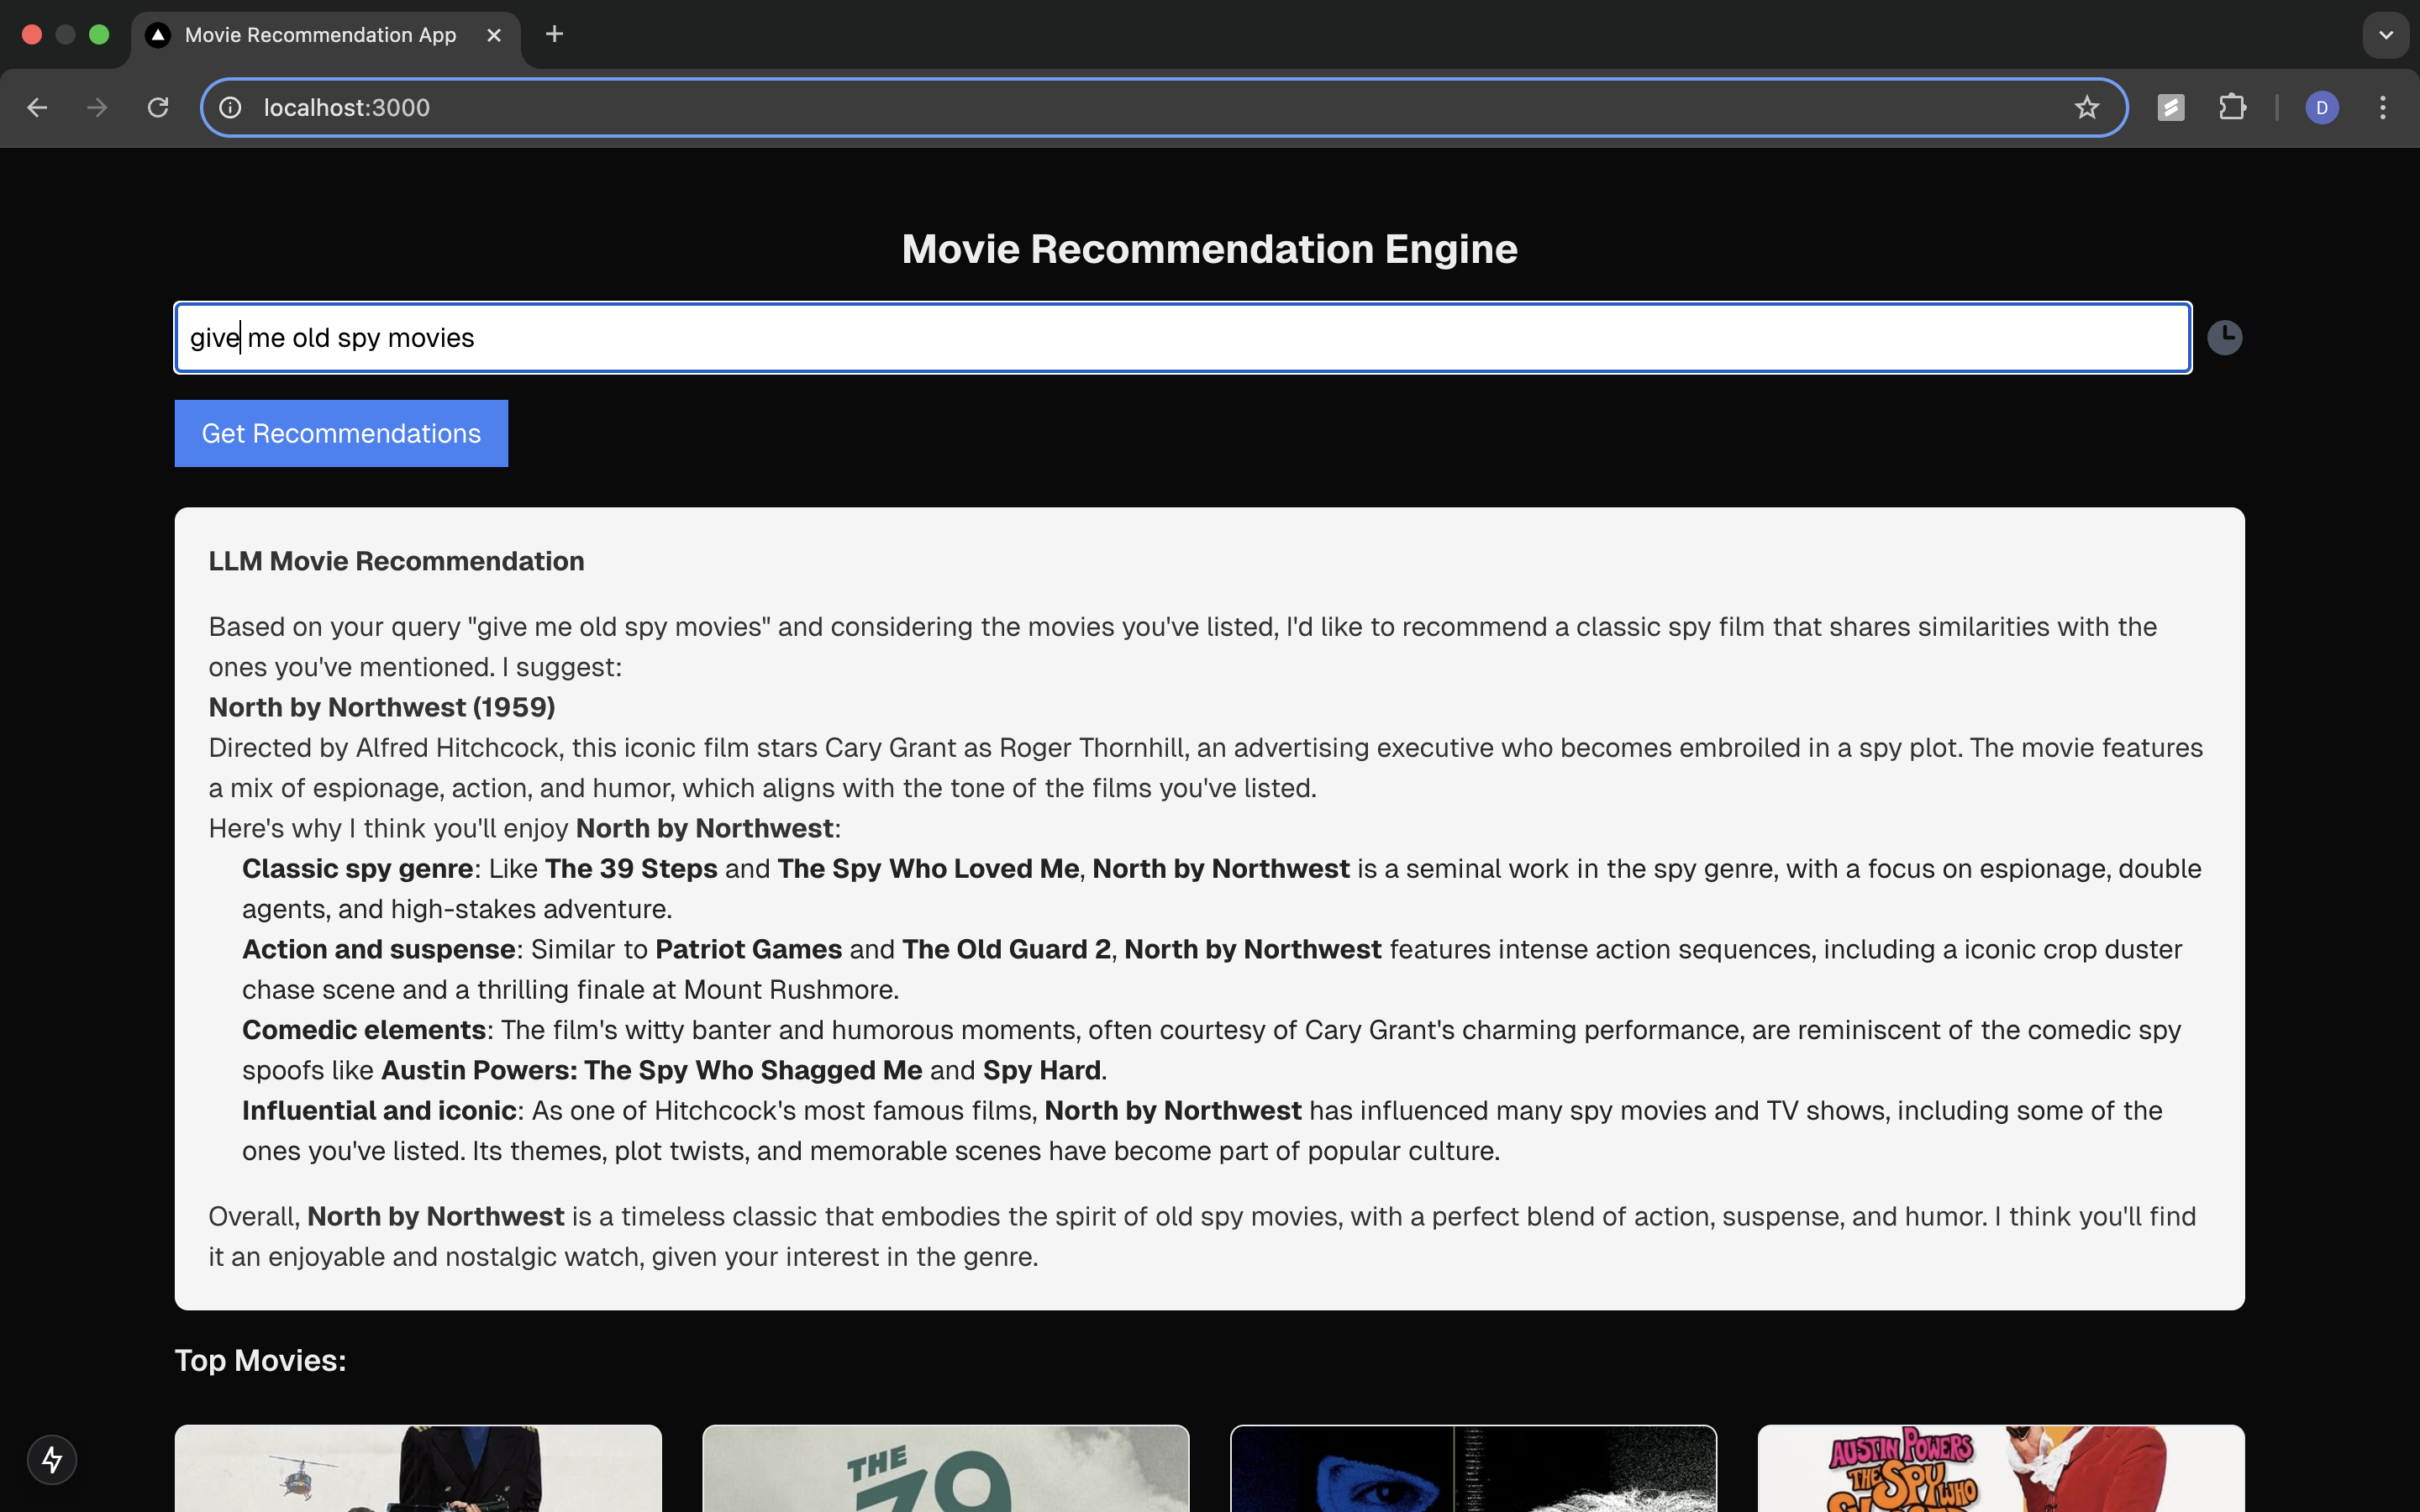 Movie Recommendation App
localhost:3000
D
Movie Recommendation Engine
give me old spy movies
Get Recommendations
LLM Movie Recommendation
Based on your query "give me old spy movies" and considering the movies you've listed, I'd like to recommend a classic spy film that shares similarities with the
ones you've mentioned. I suggest:
North by Northwest (1959)
Directed by Alfred Hitchcock, this iconic film stars Cary Grant as Roger Thornhill, an advertising executive who becomes embroiled in a spy plot. The movie features
a mix of espionage, action, and humor, which aligns with the tone of the films you've listed.
Here's why I think you'll enjoy North by Northwest:
Classic spy genre: Like The 39 Steps and The Spy Who Loved Me, North by Northwest is a seminal work in the spy genre, with a focus on espionage, double
agents, and high-stakes adventure.
Action and suspense: Similar to Patriot Games and The Old Guard 2, North by Northwest features intense action sequences, including a iconic crop duster
chase scene and a thrilling finale at Mount Rushmore.
Comedic elements: The film's witty banter and humorous moments, often courtesy of Cary Grant's charming performance, are reminiscent of the comedic spy
spoofs like Austin Powers: The Spy Who Shagged Me and Spy Hard.
Influential and iconic: As one of Hitchcock's most famous films, North by Northwest has influenced many spy movies and TV shows, including some of the
ones you've listed. Its themes, plot twists, and memorable scenes have become part of popular culture.
Overall, North by Northwest is a timeless classic that embodies the spirit of old spy movies, with a perfect blend of action, suspense, and humor. I think you'll find
it an enjoyable and nostalgic watch, given your interest in the genre.
Top Movies:
THE
39
AUSTIN POWERS
THE SPY WHO